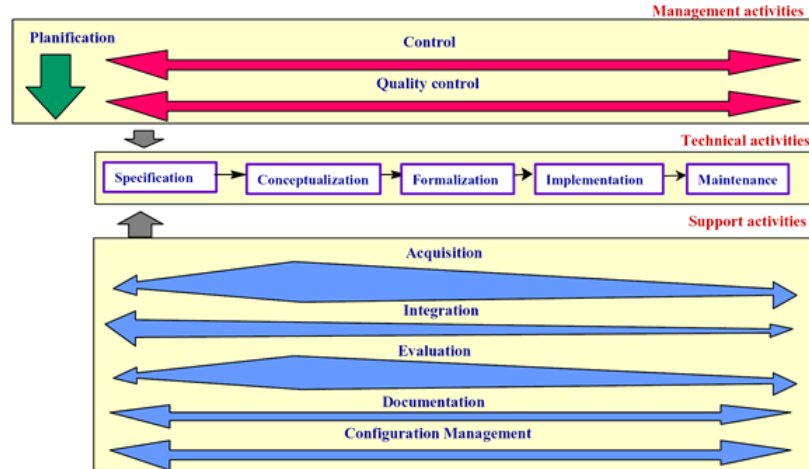 Management activities
Planification
Control
Quality control
Technical activities
Specification
Conceptualization
Formalization
Implementation
Maintenance
Support activities
Acquisition
Integration
Evaluation
Documentation
Configuration Management